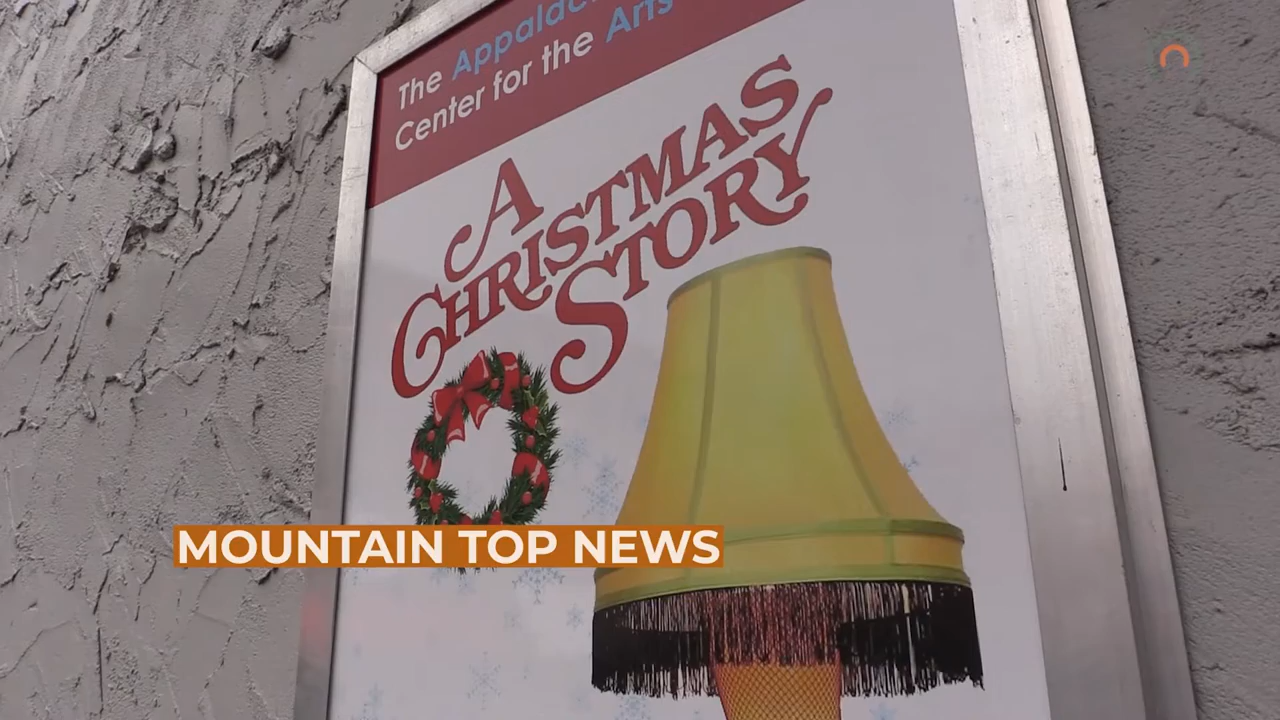 The
Center for the Arts
A
CHRISTMAS
STORY
MOUNTAIN TOP NEWS